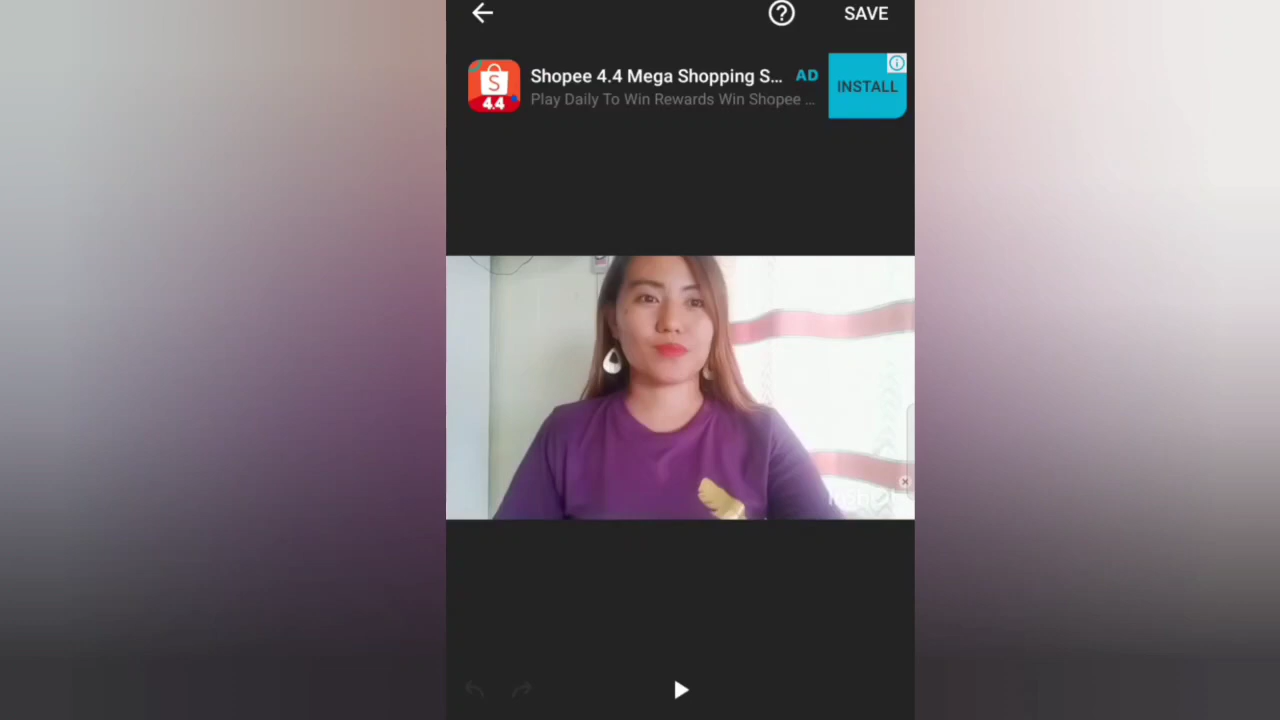 SAVE
Shopee 4.4 Mega Shopping S... AD
Play Daily To Win Rewards Win Shopee ...
INSTALL
S
4.4